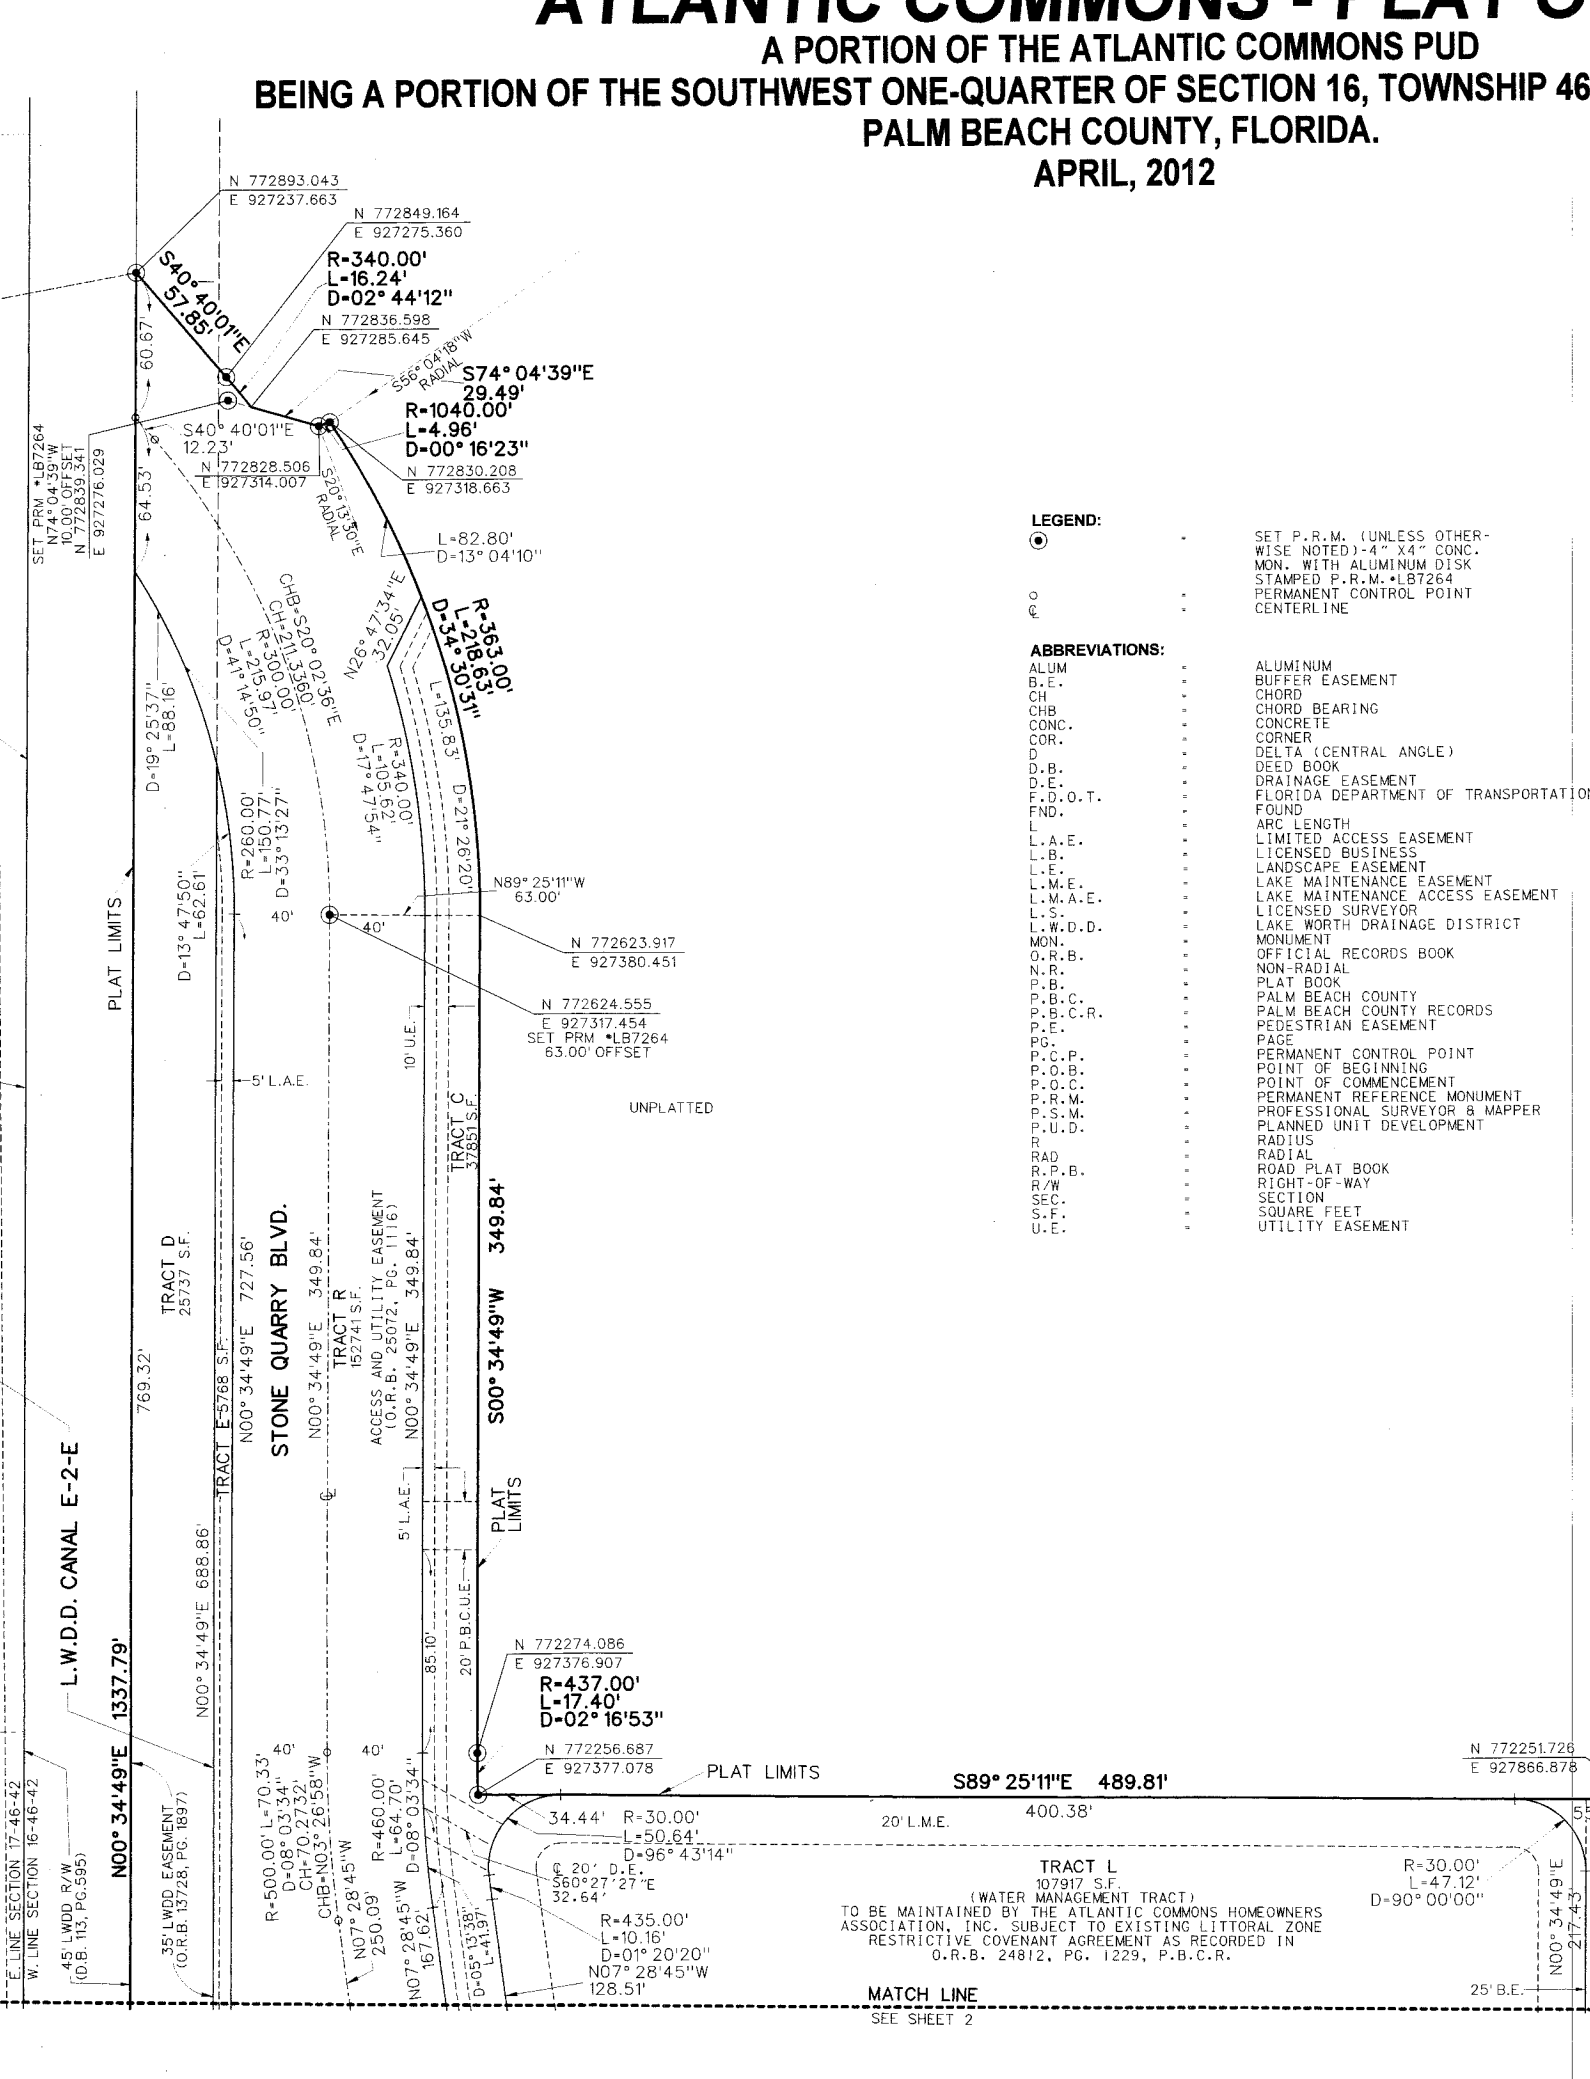 ATLANTIC COMMONS - PLAT
A PORTION OF THE ATLANTIC COMMONS PUD
BEING A PORTION OF THE SOUTHWEST ONE-QUARTER OF SECTION 16, TOWNSHIP 46
PALM BEACH COUNTY, FLORIDA.
APRIL, 2012
N 772893.043
E 927237.663
N 772849.164
E 927275.360
R=340.00'
L=16.24'
D=02°44'12"
N 772836.598
E 927285.645
S40°40'01"E
57.85'
S56°04'18"W
RADIAL
S74°04'39"E
29.49'
R=1040.00'
L=4.96'
D=00°16'23"
60.67'
S40°40'01"E
12.23'
N 772828.506
E 927314.007
N 772830.208
E 927318.663
SET PRM #LB7264
N74°04'39"W
10.00' OFFSET
N 772839.341
E 927276.029
64.53'
S20°13'30"E
RADIAL
L=82.80'
D=13°04'10"
CHB=S20°02'36"E
CH=211.3360'
R=300.00'
L=215.97'
D=41°14'50"
N26°47'34"E
32.05'
R=363.00'
L=218.63'
D=34°30'31"
D=19°25'37"
L=88.16'
R=340.00'
L=105.62'
D=17°47'54"
L=135.83' D=21°26'20"
R=260.00'
L=150.77'
D=33°13'27"
D=13°47'50"
L=62.61'
40'
40'
N89°25'11"W
63.00'
PLAT LIMITS
N 772623.917
E 927380.451
N 772624.555
E 927317.454
SET PRM #LB7264
63.00' OFFSET
10' U.E.
5' L.A.E.
UNPLATTED
TRACT C
37851 S.F.
S00°34'49"W 349.84'
TRACT D
25737 S.F.
TRACT E-5768 S.F.
N00°34'49"E 727.56'
STONE QUARRY BLVD.
N00°34'49"E 349.84'
TRACT R
152741 S.F.
ACCESS AND UTILITY EASEMENT
(O.R.B. 25072, PG. 1116)
N00°34'49"E 349.84'
769.32'
L.W.D.D. CANAL E-2-E
5' L.A.E.
PLAT
LIMITS
N00°34'49"E 688.86'
N00°34'49"E 1337.79'
85.10'
20' P.B.C.U.E.
N 772274.086
E 927376.907
R=437.00'
L=17.40'
D=02°16'53"
N 772256.687
E 927377.078
PLAT LIMITS
S89°25'11"E 489.81'
N 772251.726
E 927866.878
E. LINE SECTION 17-46-42
W. LINE SECTION 16-46-42
45' LWDD R/W
(D.B. 113, PG.595)
35' LWDD EASEMENT
(O.R.B. 13728, PG. 1897)
40'
40'
R=500.00' L=70.33'
D=08°03'34"
CH=70.2732'
CHB=N03°26'58"W
N07°28'45"W
250.09'
R=460.00'
L=64.70'
D=08°03'34"
N07°28'45"W
167.62'
D=05°13'38"
L=41.97'
34.44'
R=30.00'
L=50.64'
D=96°43'14"
℄ 20' D.E.
S60°27'27"E
32.64'
R=435.00'
L=10.16'
D=01°20'20"
N07°28'45"W
128.51'
20' L.M.E.
400.38'
TRACT L
107917 S.F.
(WATER MANAGEMENT TRACT)
TO BE MAINTAINED BY THE ATLANTIC COMMONS HOMEOWNERS
ASSOCIATION, INC. SUBJECT TO EXISTING LITTORAL ZONE
RESTRICTIVE COVENANT AGREEMENT AS RECORDED IN
O.R.B. 24812, PG. 1229, P.B.C.R.
R=30.00'
L=47.12'
D=90°00'00"
N00°34'49"E
217.43'
25' B.E.
MATCH LINE
SEE SHEET 2
LEGEND:
= SET P.R.M. (UNLESS OTHER-
WISE NOTED)-4" X4" CONC.
MON. WITH ALUMINUM DISK
STAMPED P.R.M. #LB7264
= PERMANENT CONTROL POINT
℄ = CENTERLINE
ABBREVIATIONS:
ALUM = ALUMINUM
B.E. = BUFFER EASEMENT
CH = CHORD
CHB = CHORD BEARING
CONC. = CONCRETE
COR. = CORNER
D = DELTA (CENTRAL ANGLE)
D.B. = DEED BOOK
D.E. = DRAINAGE EASEMENT
F.D.O.T. = FLORIDA DEPARTMENT OF TRANSPORTATION
FND. = FOUND
L = ARC LENGTH
L.A.E. = LIMITED ACCESS EASEMENT
L.B. = LICENSED BUSINESS
L.E. = LANDSCAPE EASEMENT
L.M.E. = LAKE MAINTENANCE EASEMENT
L.M.A.E. = LAKE MAINTENANCE ACCESS EASEMENT
L.S. = LICENSED SURVEYOR
L.W.D.D. = LAKE WORTH DRAINAGE DISTRICT
MON. = MONUMENT
O.R.B. = OFFICIAL RECORDS BOOK
N.R. = NON-RADIAL
P.B. = PLAT BOOK
P.B.C. = PALM BEACH COUNTY
P.B.C.R. = PALM BEACH COUNTY RECORDS
P.E. = PEDESTRIAN EASEMENT
PG. = PAGE
P.C.P. = PERMANENT CONTROL POINT
P.O.B. = POINT OF BEGINNING
P.O.C. = POINT OF COMMENCEMENT
P.R.M. = PERMANENT REFERENCE MONUMENT
P.S.M. = PROFESSIONAL SURVEYOR & MAPPER
P.U.D. = PLANNED UNIT DEVELOPMENT
R = RADIUS
RAD = RADIAL
R.P.B. = ROAD PLAT BOOK
R/W = RIGHT-OF-WAY
SEC. = SECTION
S.F. = SQUARE FEET
U.E. = UTILITY EASEMENT